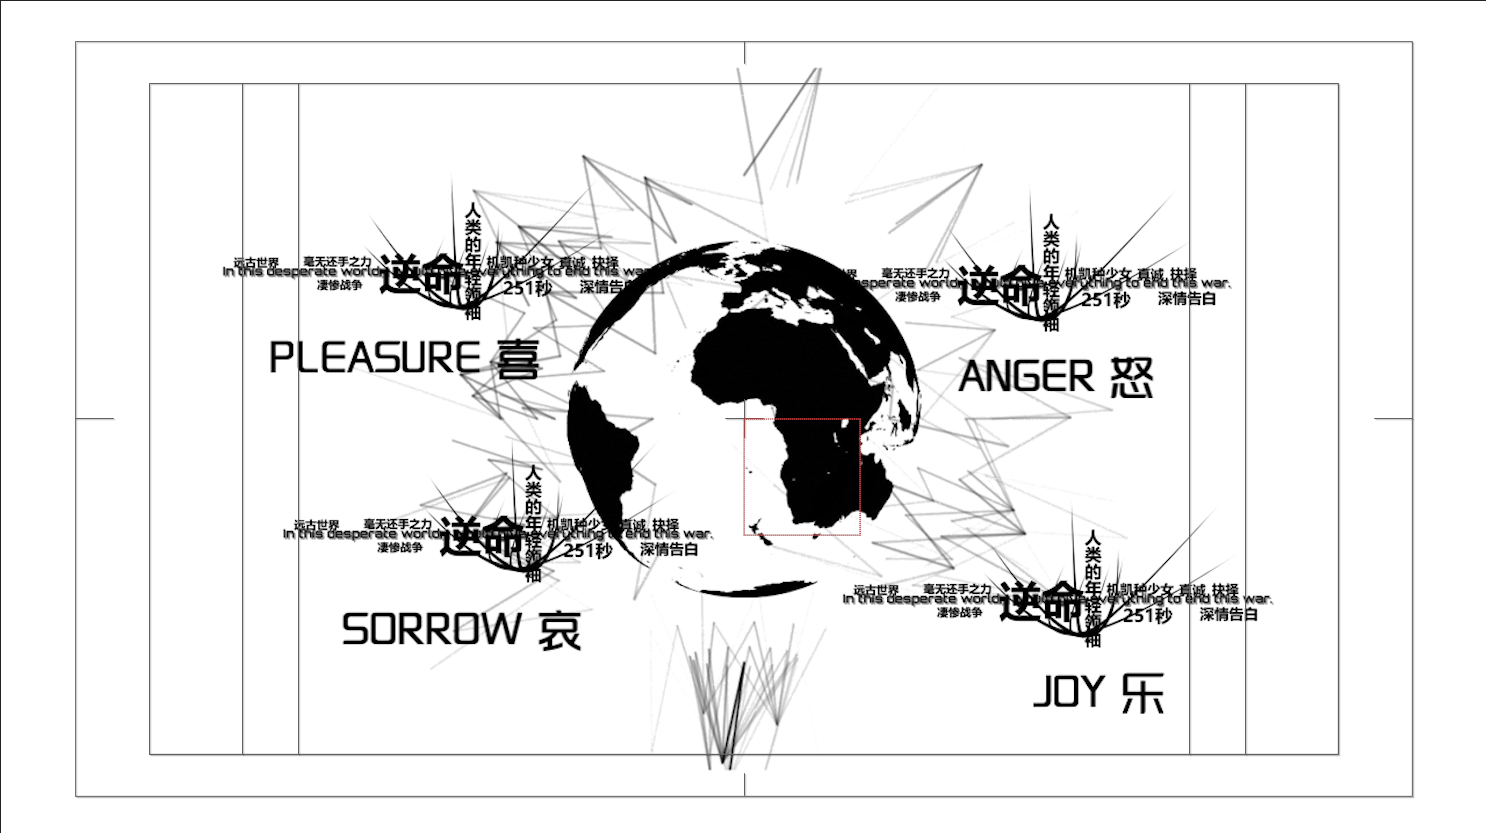 人类的年轻领袖
远古世界 毫无还手之力 逆命 机凯种少女 真诚 抉择
In this desperate world, everything to end this war
凄惨战争 251秒 深情告白
PLEASURE 喜
人类的年轻领袖
界 毫无还手之力 逆命 机凯种少女 真诚 抉择
desperate world, everything to end this war.
凄惨战争 251秒 深情告白
ANGER 怒
人类的年轻领袖
远古世界 毫无还手之力 逆命 机凯种少女 真诚 抉择
In this desperate world, everything to end this war.
凄惨战争 251秒 深情告白
SORROW 哀
人类的年轻领袖
远古世界 毫无还手之力 逆命 机凯种少女 真诚 抉择
In this desperate world, everything to end this war.
凄惨战争 251秒 深情告白
JOY 乐